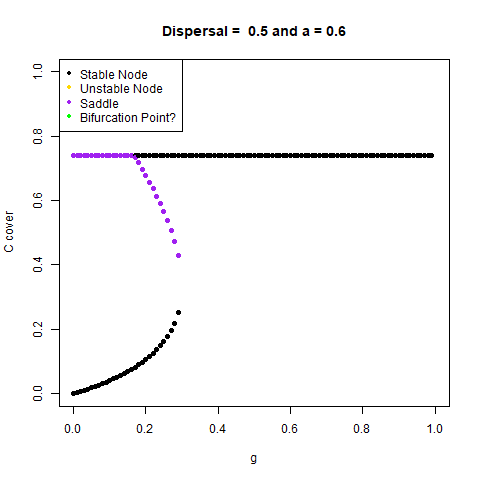 Dispersal =  0.5 and a = 0.6
Stable Node
Unstable Node
Saddle
Bifurcation Point?
C cover
1.0
0.8
0.6
0.4
0.2
0.0
0.0 0.2 0.4 0.6 0.8 1.0
g